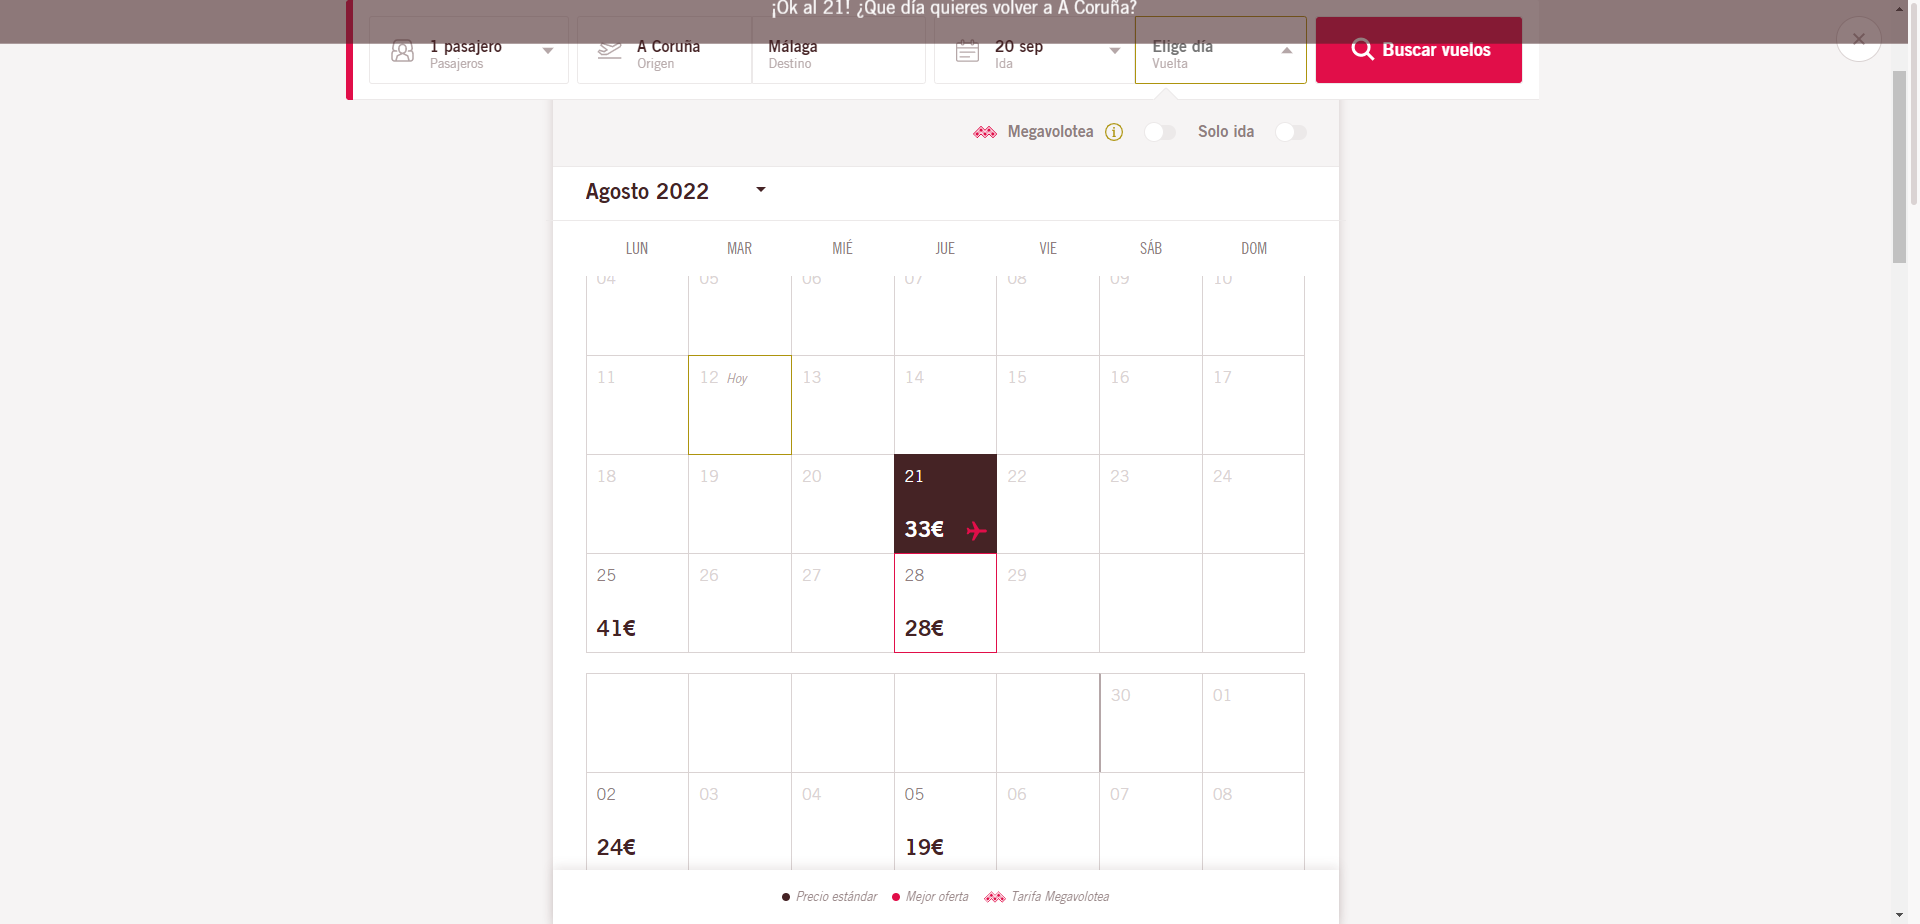 ¡Ok al 21! ¿Que día quieres volver a A Coruña?
1 pasajero
Pasajeros
A Coruña
Origen
Málaga
Destino
20 sep
Ida
Elige día
Vuelta
Buscar vuelos
Megavolotea
Solo ida
Agosto 2022
LUN MAR MIÉ JUE VIE SÁB DOM
04 05 06 07 08 09 10
11 12 Hoy 13 14 15 16 17
18 19 20 21 22 23 24
33€
25 26 27 28 29
41€ 28€
30 01
02 03 04 05 06 07 08
24€ 19€
Precio estándar Mejor oferta Tarifa Megavolotea